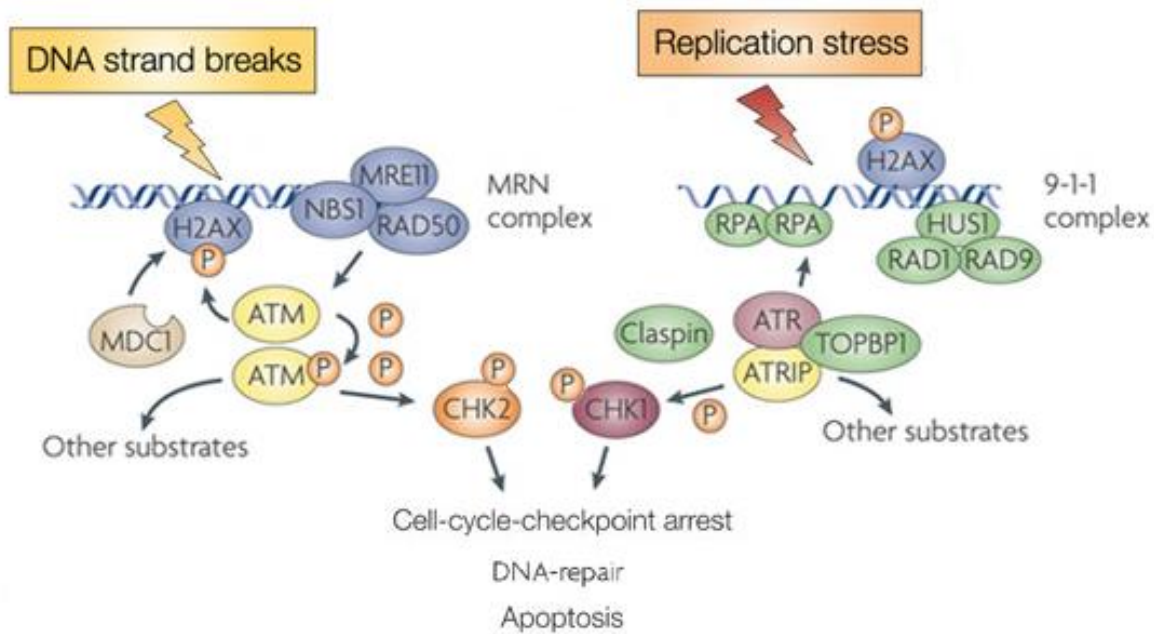 DNA strand breaks
Replication stress
P
H2AX
MRE11
NBS1
RAD50
MRN
complex
H2AX
P
RPA
RPA
HUS1
RAD1
RAD9
9-1-1
complex
MDC1
ATM
P
ATM
P
P
Other substrates
P
CHK2
Claspin
ATR
TOPBP1
ATRIP
P
CHK1
P
Other substrates
Cell-cycle-checkpoint arrest
DNA-repair
Apoptosis